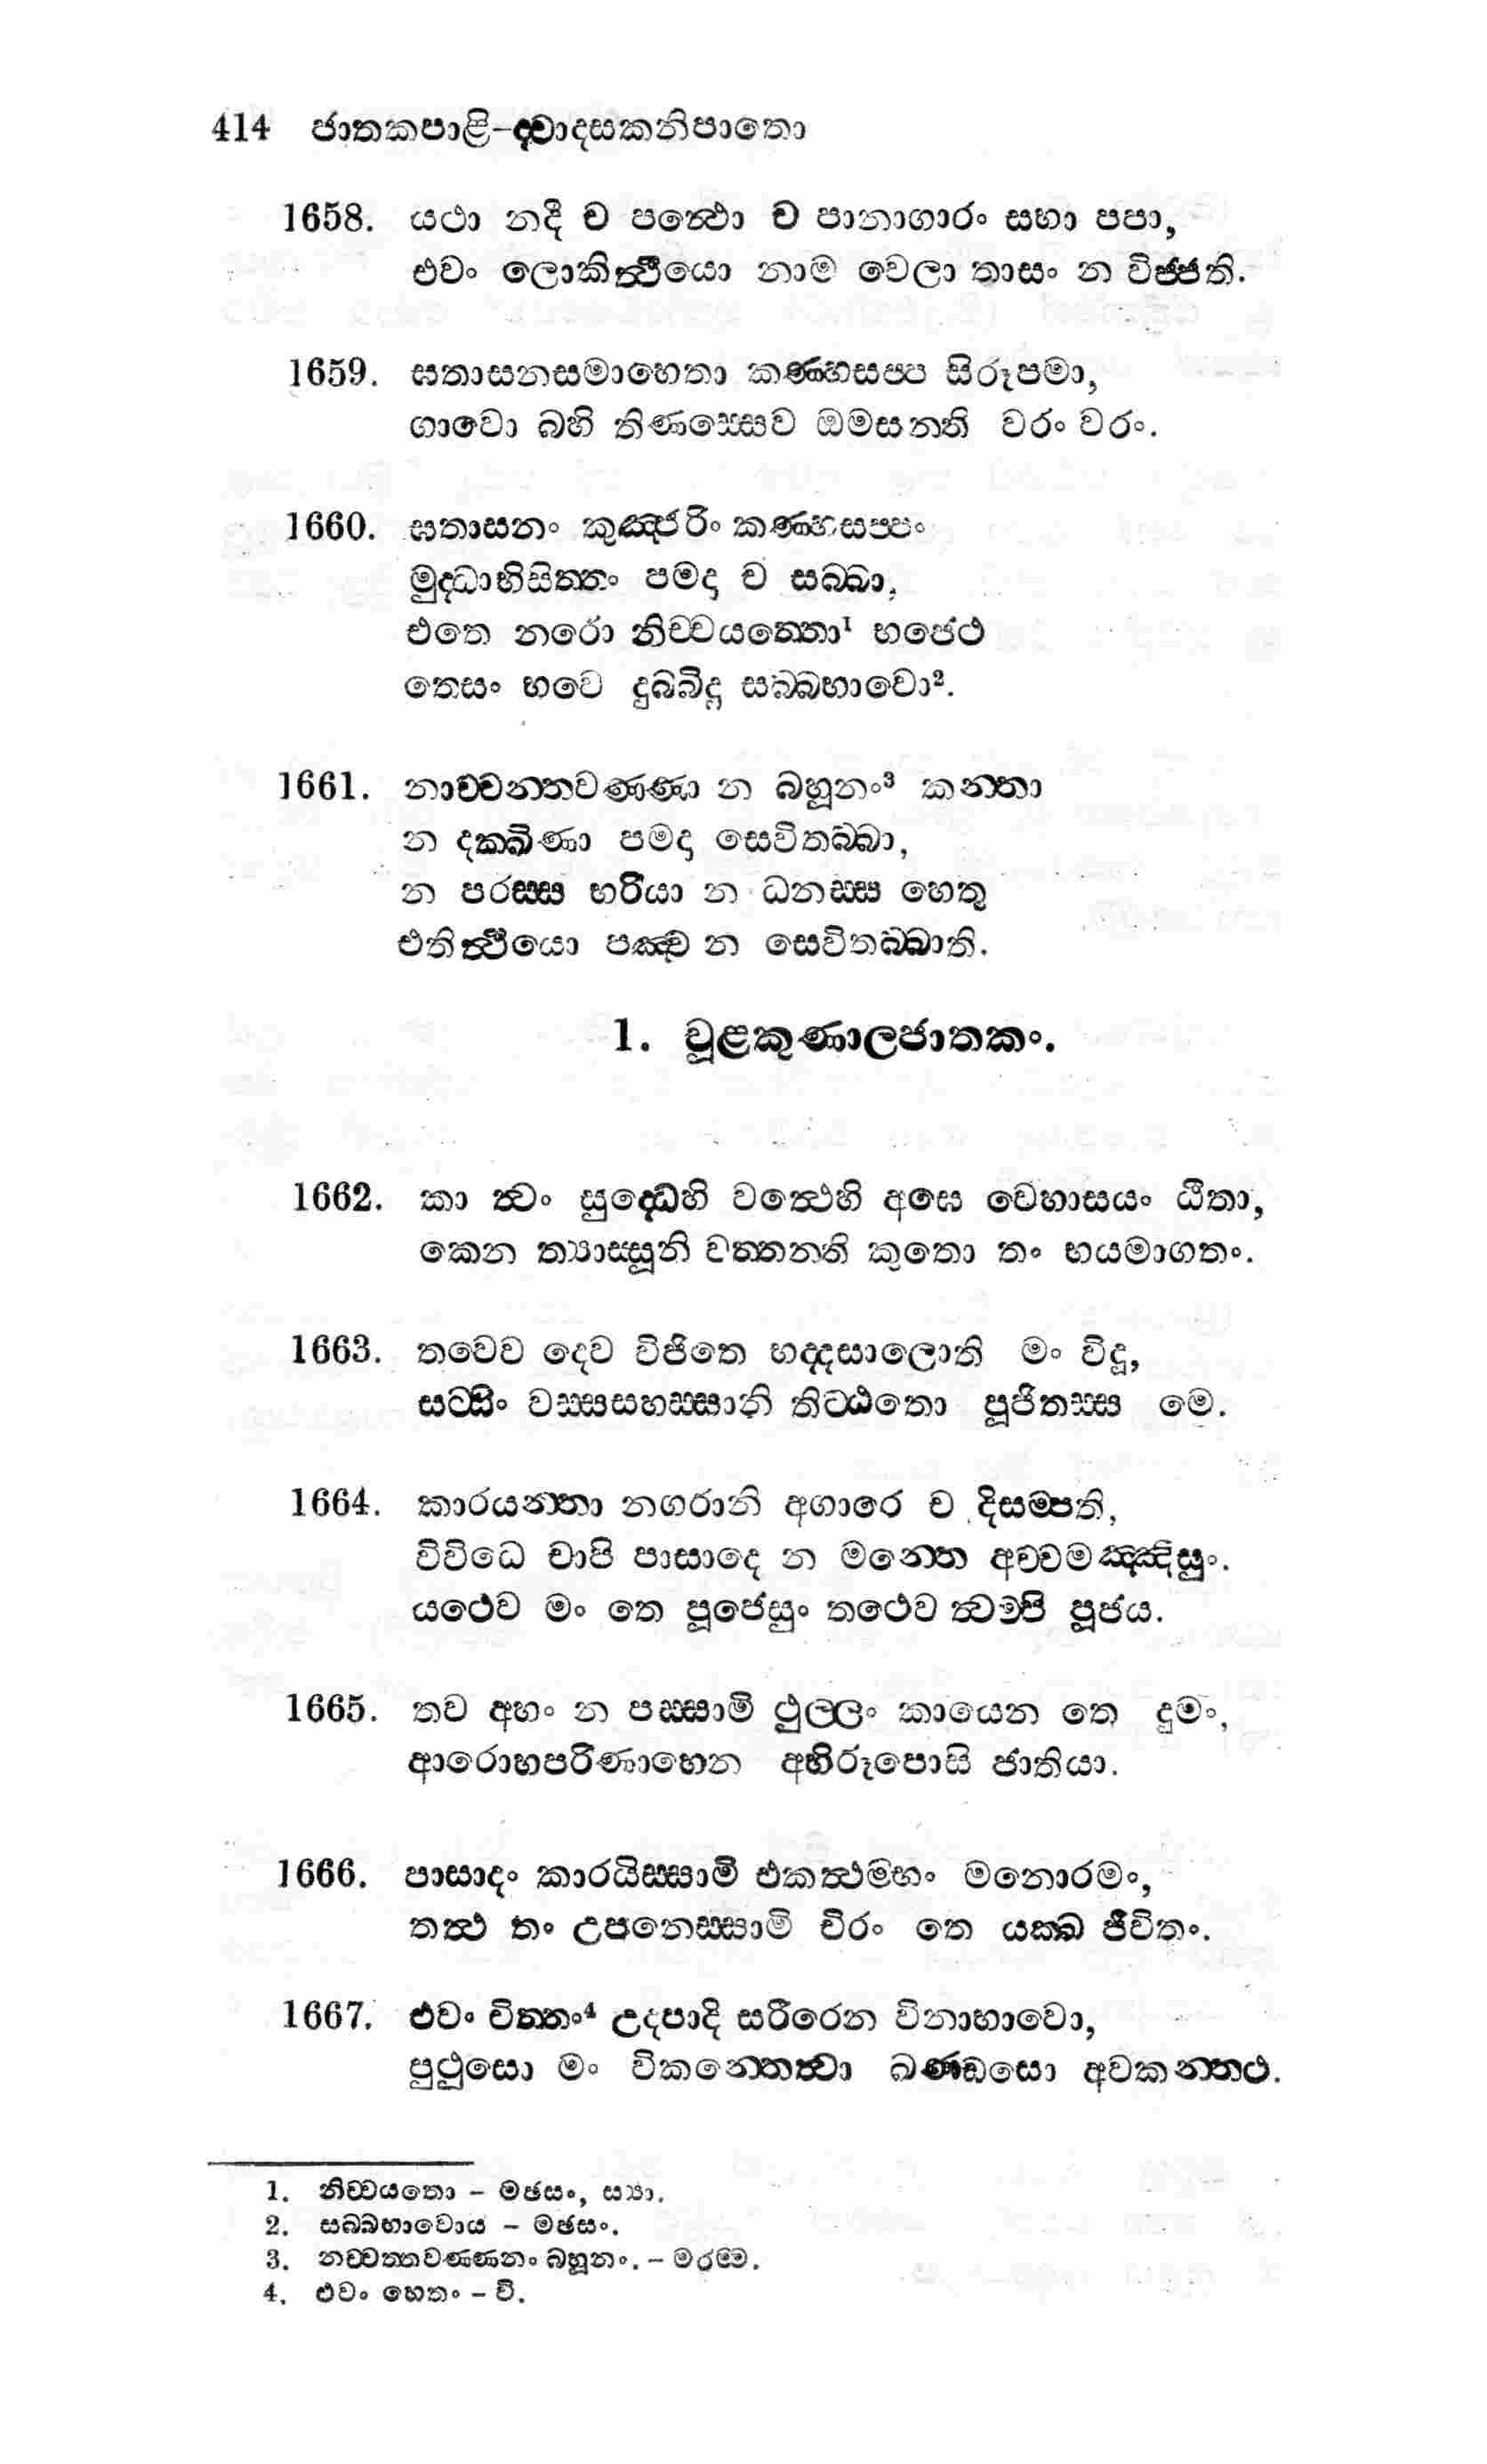 414 ජාතකපාළි-ද්වාදසකනිපාතො
1658. යථා නදී ච පන්ථො ච පානාගාරං සභා පපා,
එවං ලොකිත්ථියො නාම වෙලා තාසං න විජ්ජති.
1659. ඝතාසනසමාහෙතා කණ්හසප්ප සිරූපමා,
ගාවො බහි තිණස්සෙව ඔමසන්ති වරං වරං.
1660. ඝතාසනං කුඤ්ජරිං කණ්හසප්පං
මුද්ධාභිසිත්තං පමදා ච සබ්බා,
එතෙ නරො නිච්චයත්තො¹ භජෙථ
තෙසං භවෙ දුබ්බිදූ සබ්බභාවො².
1661. නාච්චන්තවණ්ණා න බහූනං³ කන්තා
න දක්ඛිණා පමදා සෙවිතබ්බා,
න පරස්ස භරියා න ධනස්ස හෙතු
එතිත්ථියො පඤ්ච න සෙවිතබ්බාති.
1. චූළකුණාලජාතකං.
1662. කා ත්වං සුද්ධෙහි වත්ථෙහි අඝෙ වෙහාසයං ඨිතා,
කෙන ත්‍යාස්සූනි වත්තන්ති කුතො තං භයමාගතං.
1663. තවෙව දෙව විජිතෙ භද්දසාලොති මං විදූ,
සට්ඨිං වස්සසහස්සානි තිට්ඨතො පූජිතස්ස මෙ.
1664. කාරයන්තා නගරානි අගාරෙ ච දිසම්පති,
විවිධෙ චාපි පාසාදෙ න මන්තෙ අච්චමඤ්ඤිසුං.
යථෙව මං තෙ පූජෙසුං තථෙව ත්වම්පි පූජය.
1665. තව අහං න පස්සාමි ථුල්ලං කායෙන තෙ දුමං,
ආරොහපරිණාහෙන අභිරූපොසි ජාතියා.
1666. පාසාදං කාරයිස්සාමි එකත්ථම්භං මනොරමං,
තත්ථ තං උපනෙස්සාමි චිරං තෙ යක්ඛ ජීවිතං.
1667. එවං චිත්තං⁴ උදපාදි සරීරෙන විනාභාවො,
පුථුසො මං විකන්තෙත්වා ඛණ්ඩසො අවකන්තථ.
1. නිච්චයතො - මඡසං, ස්‍යා.
2. සබ්බභාවොය - මඡසං.
3. නච්චන්තවණ්ණනං බහූනං. - මරම්ම.
4. එවං හෙතං - වි.